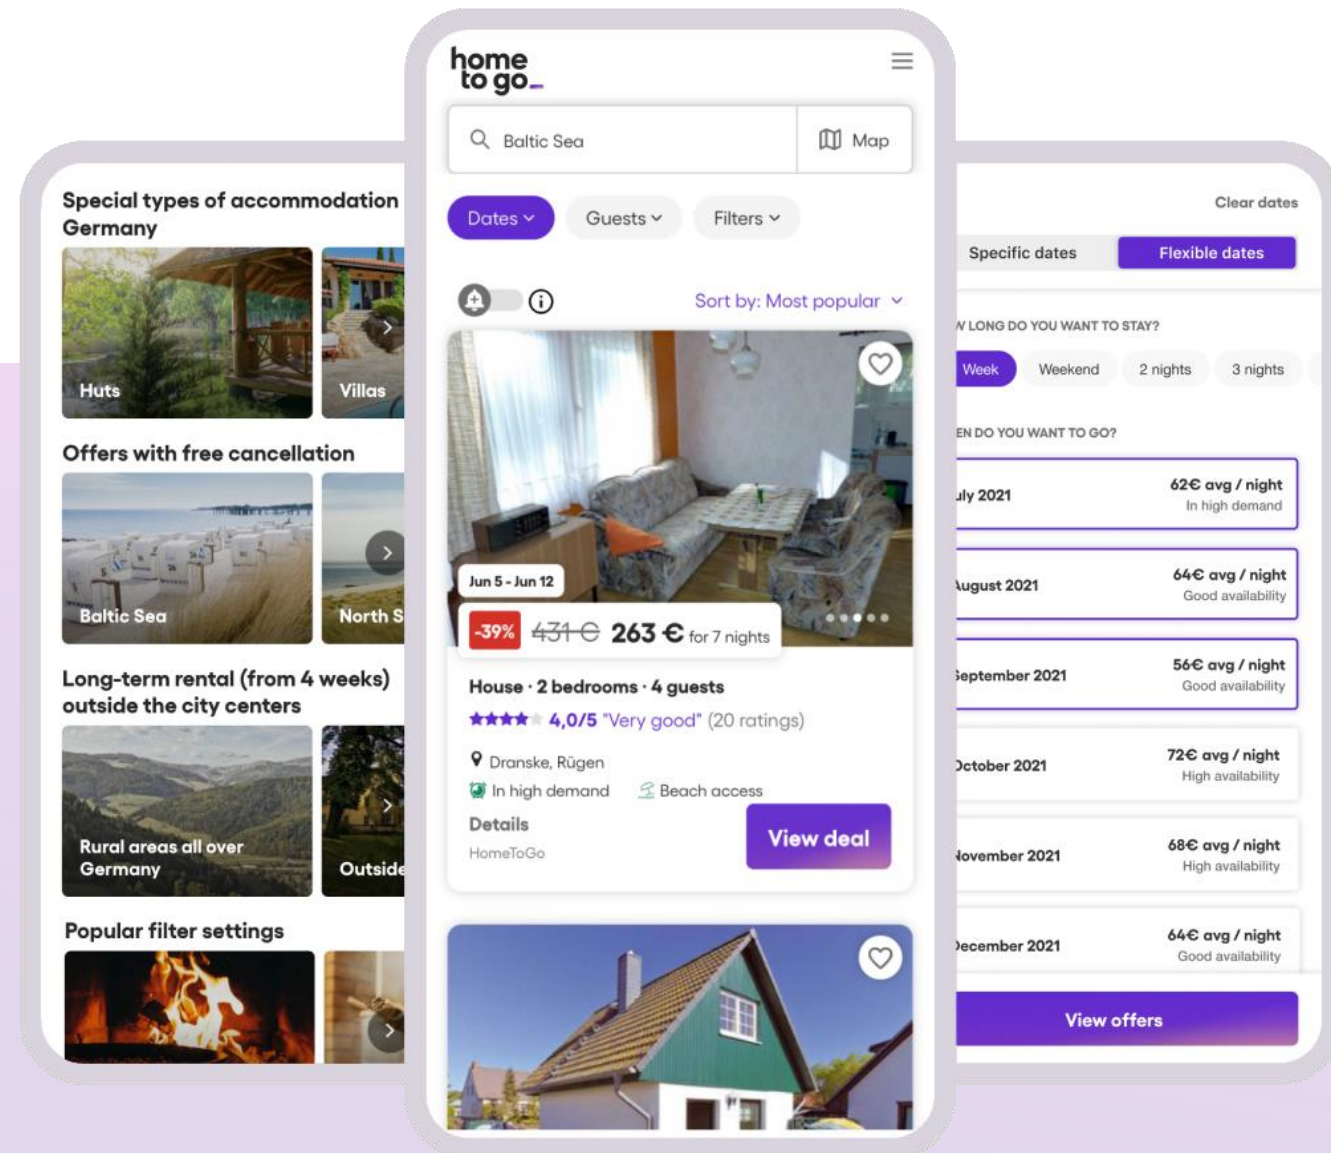 Special types of accommodation
Germany
Huts
Villas
Offers with free cancellation
Baltic Sea
North S
Long-term rental (from 4 weeks)
outside the city centers
Rural areas all over
Germany
Outside
Popular filter settings
home
to go_
Baltic Sea
Map
Dates
Guests
Filters
Sort by: Most popular
Jun 5 - Jun 12
-39% 431 € 263 € for 7 nights
House · 2 bedrooms · 4 guests
4,0/5 "Very good" (20 ratings)
Dranske, Rügen
In high demand Beach access
Details
HomeToGo
View deal
Clear dates
Specific dates Flexible dates
W LONG DO YOU WANT TO STAY?
Week Weekend 2 nights 3 nights
EN DO YOU WANT TO GO?
uly 2021
62€ avg / night
In high demand
August 2021
64€ avg / night
Good availability
September 2021
56€ avg / night
Good availability
October 2021
72€ avg / night
High availability
November 2021
68€ avg / night
High availability
December 2021
64€ avg / night
Good availability
View offers